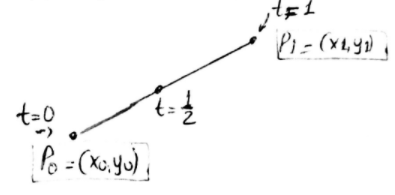 t=1
P1=(x1,y1)
t=1/2
t=0
P0=(x0,y0)